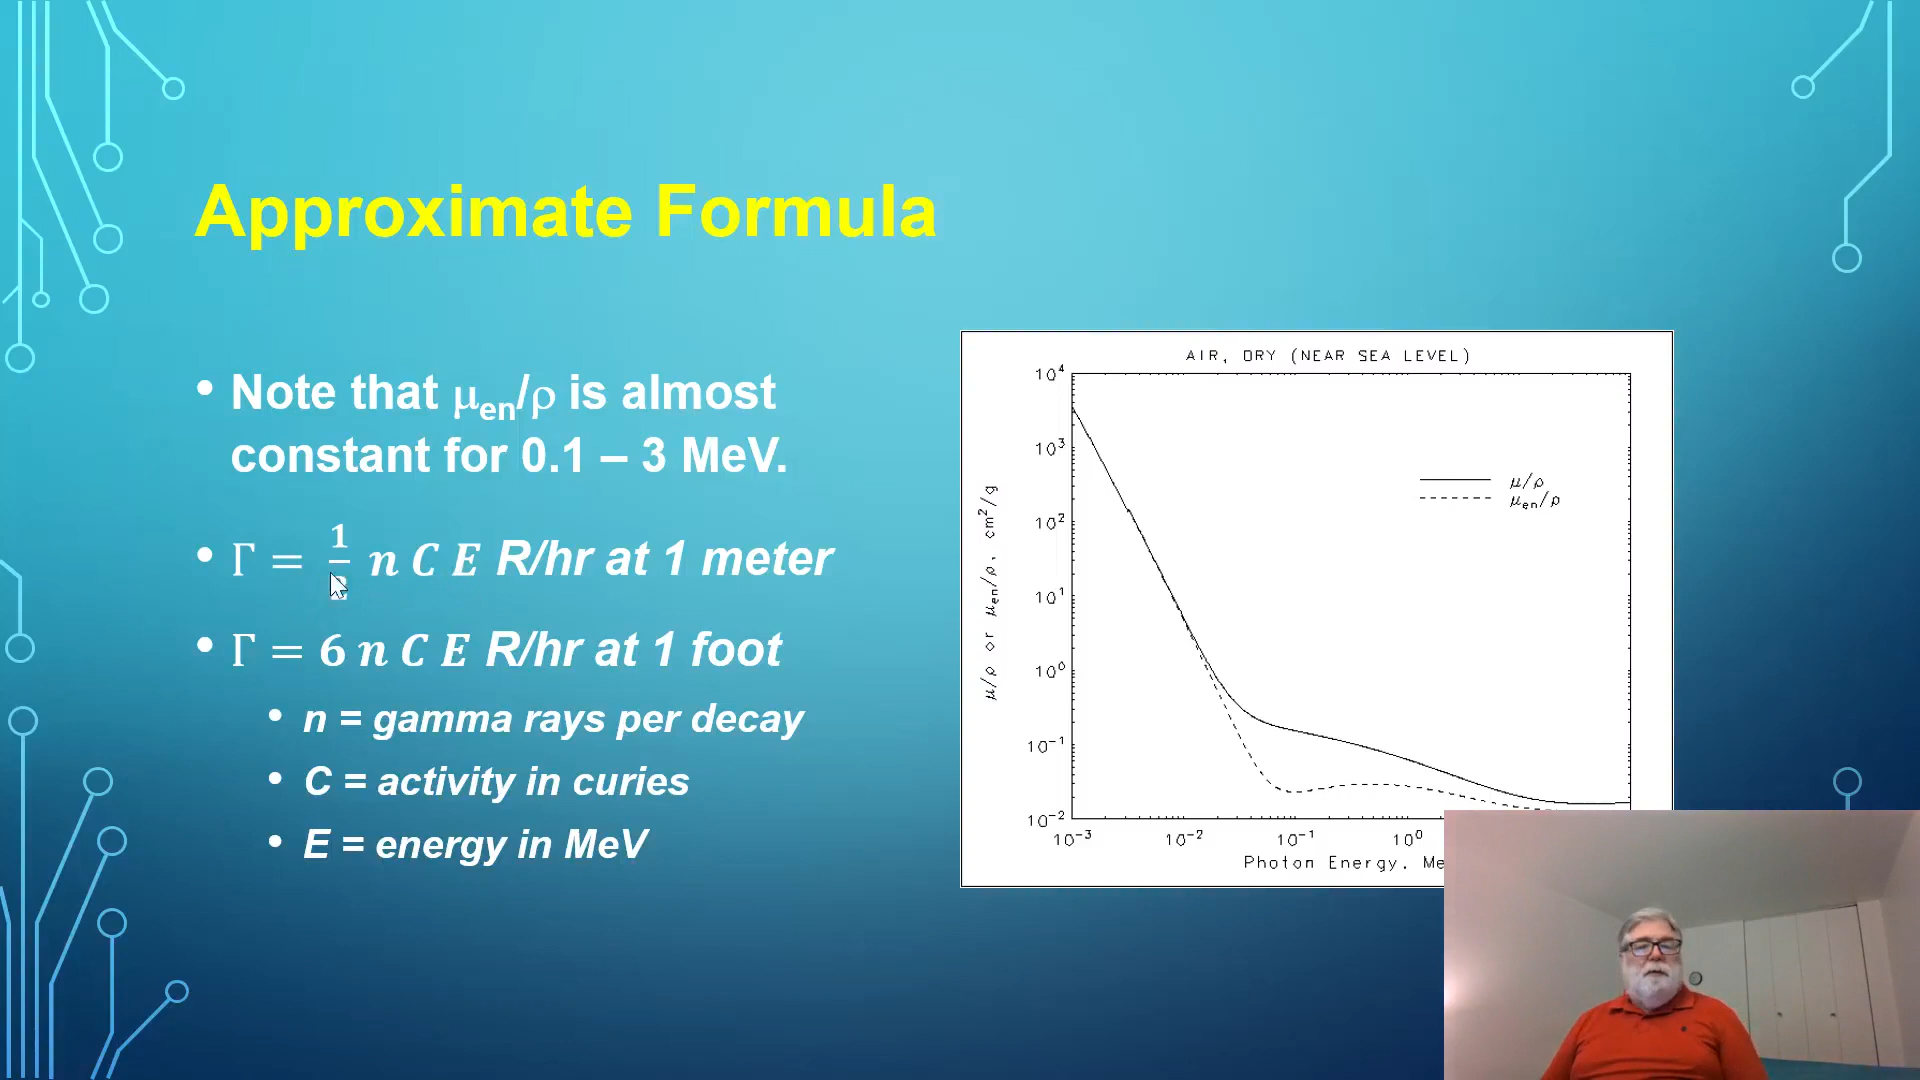 Approximate Formula
• Note that μen/ρ is almost
constant for 0.1 – 3 MeV.
• Γ = 1/ n C E R/hr at 1 meter
• Γ = 6 n C E R/hr at 1 foot
• n = gamma rays per decay
• C = activity in curies
• E = energy in MeV
AIR, DRY (NEAR SEA LEVEL)
μ/ρ
μen/ρ
μ/ρ or μen/ρ, cm²/g
10⁴
10³
10²
10¹
10⁰
10⁻¹
10⁻²
10⁻³ 10⁻² 10⁻¹ 10⁰
Photon Energy, Me